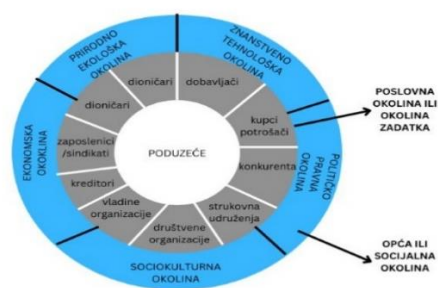 PRIRODNO
EKOLOŠKA
OKOLINA
ZNANSTVENO
TEHNOLOŠKA
OKOLINA
POLITIČKO
PRAVNA
OKOLINA
SOCIOKULTURNA
OKOLINA
EKONOMSKA
OKOKLINA
dioničari
dobavljači
kupci
potrošači
konkurenta
strukovna
udruženja
društvene
organizacije
vladine
organizacije
kreditori
zaposlenici
/sindikati
dioničari
PODUZEĆE
POSLOVNA
OKOLINA ILI
OKOLINA
ZADATKA
OPĆA ILI
SOCIJALNA
OKOLINA